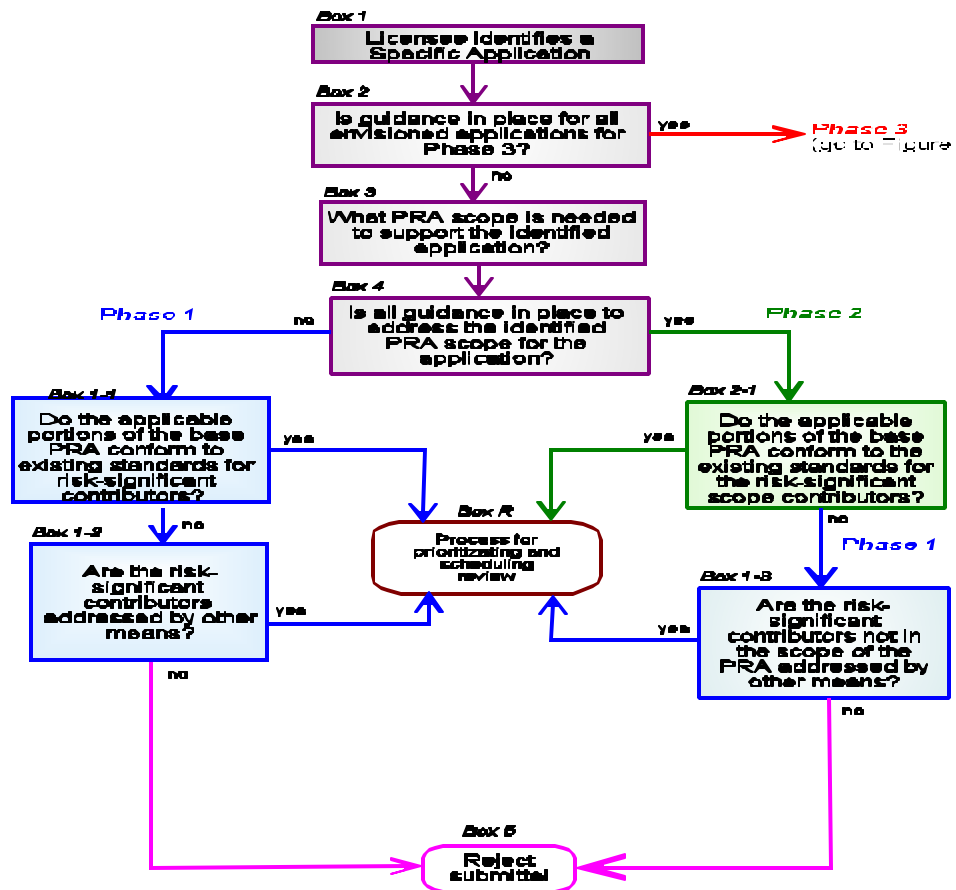 Box 1
Licensee Identifies a
Specific Application
Box 2
Is guidance in place for all
envisioned applications for
Phase 3?
yes
Phase 3
(go to Figure
no
Box 3
What PRA scope is needed
to support the identified
application?
Box 4
Is all guidance in place to
address the identified
PRA scope for the
application?
Phase 1
no
yes
Phase 2
Box 1-1
Do the applicable
portions of the base
PRA conform to
existing standards for
risk-significant
contributors?
yes
no
Box 2-1
Do the applicable
portions of the base
PRA conform to the
existing standards for
the risk-significant
scope contributors?
yes
no
Phase 1
Box R
Process for
prioritizating and
scheduling
review
Box 1-2
Are the risk-
significant
contributors
addressed by other
means?
yes
no
Box 1-3
Are the risk-
significant
contributors not in
the scope of the
PRA addressed by
other means?
yes
no
Box 5
Reject
submittal